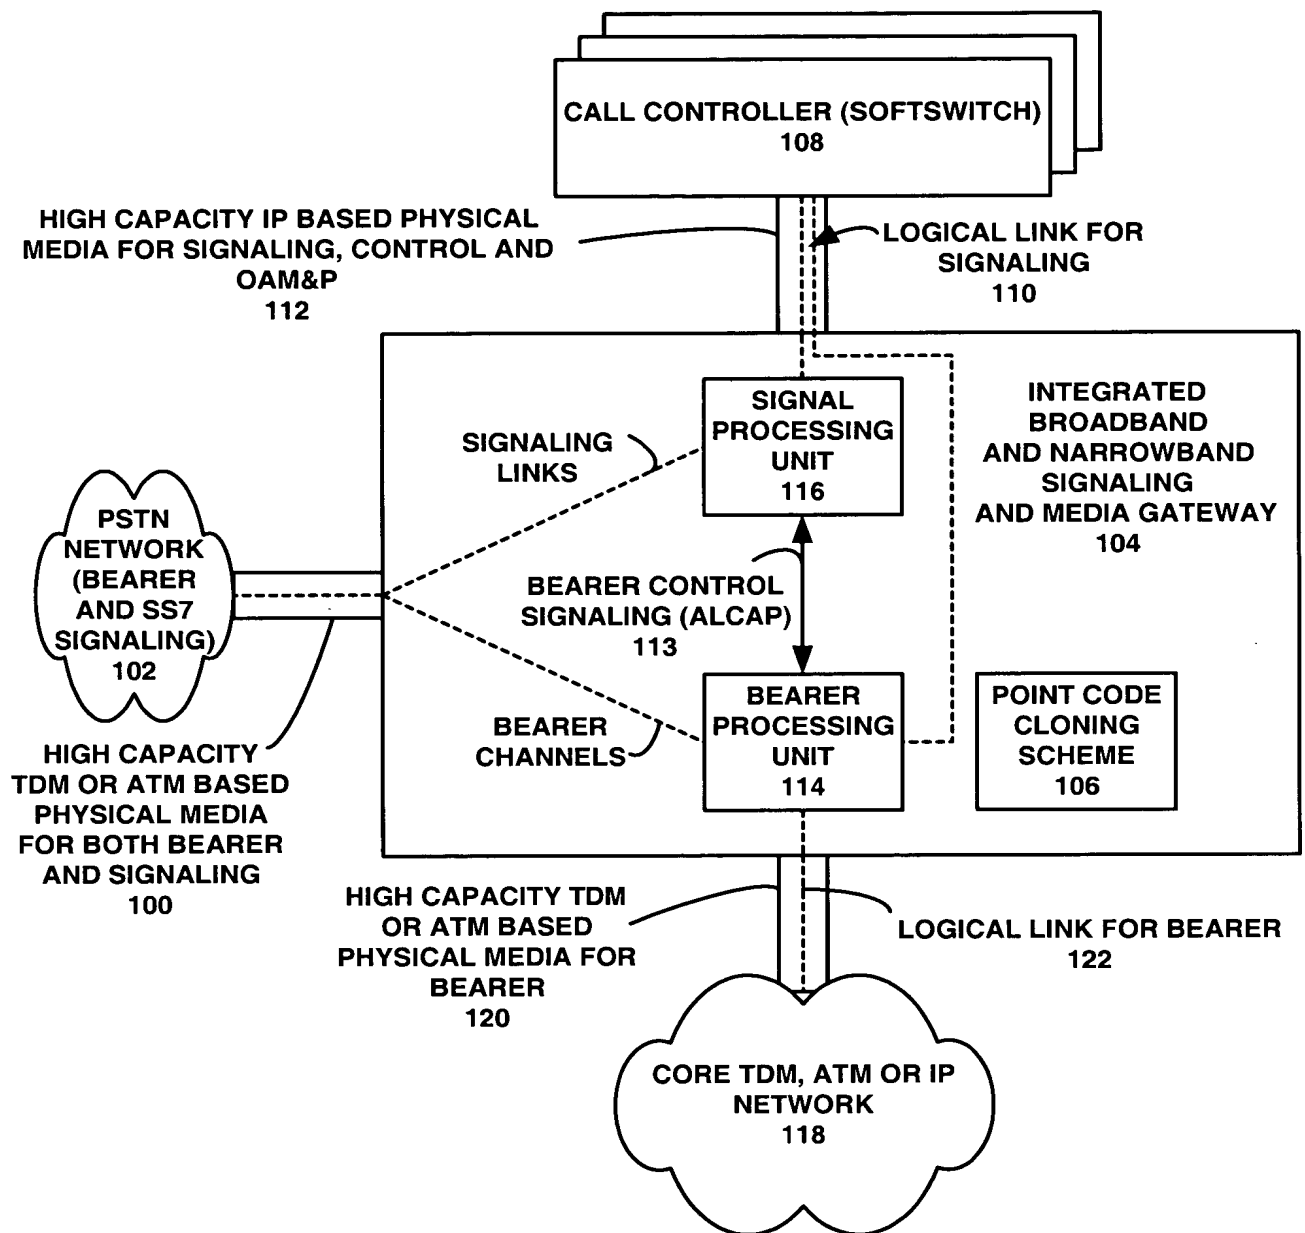 CALL CONTROLLER (SOFTSWITCH)
108
HIGH CAPACITY IP BASED PHYSICAL
MEDIA FOR SIGNALING, CONTROL AND
OAM&P
112
LOGICAL LINK FOR
SIGNALING
110
SIGNAL
PROCESSING
UNIT
116
INTEGRATED
BROADBAND
AND NARROWBAND
SIGNALING
AND MEDIA GATEWAY
104
SIGNALING
LINKS
PSTN
NETWORK
(BEARER
AND SS7
SIGNALING)
102
BEARER CONTROL
SIGNALING (ALCAP)
113
BEARER
PROCESSING
UNIT
114
POINT CODE
CLONING
SCHEME
106
BEARER
CHANNELS
HIGH CAPACITY
TDM OR ATM BASED
PHYSICAL MEDIA
FOR BOTH BEARER
AND SIGNALING
100
HIGH CAPACITY TDM
OR ATM BASED
PHYSICAL MEDIA FOR
BEARER
120
LOGICAL LINK FOR BEARER
122
CORE TDM, ATM OR IP
NETWORK
118